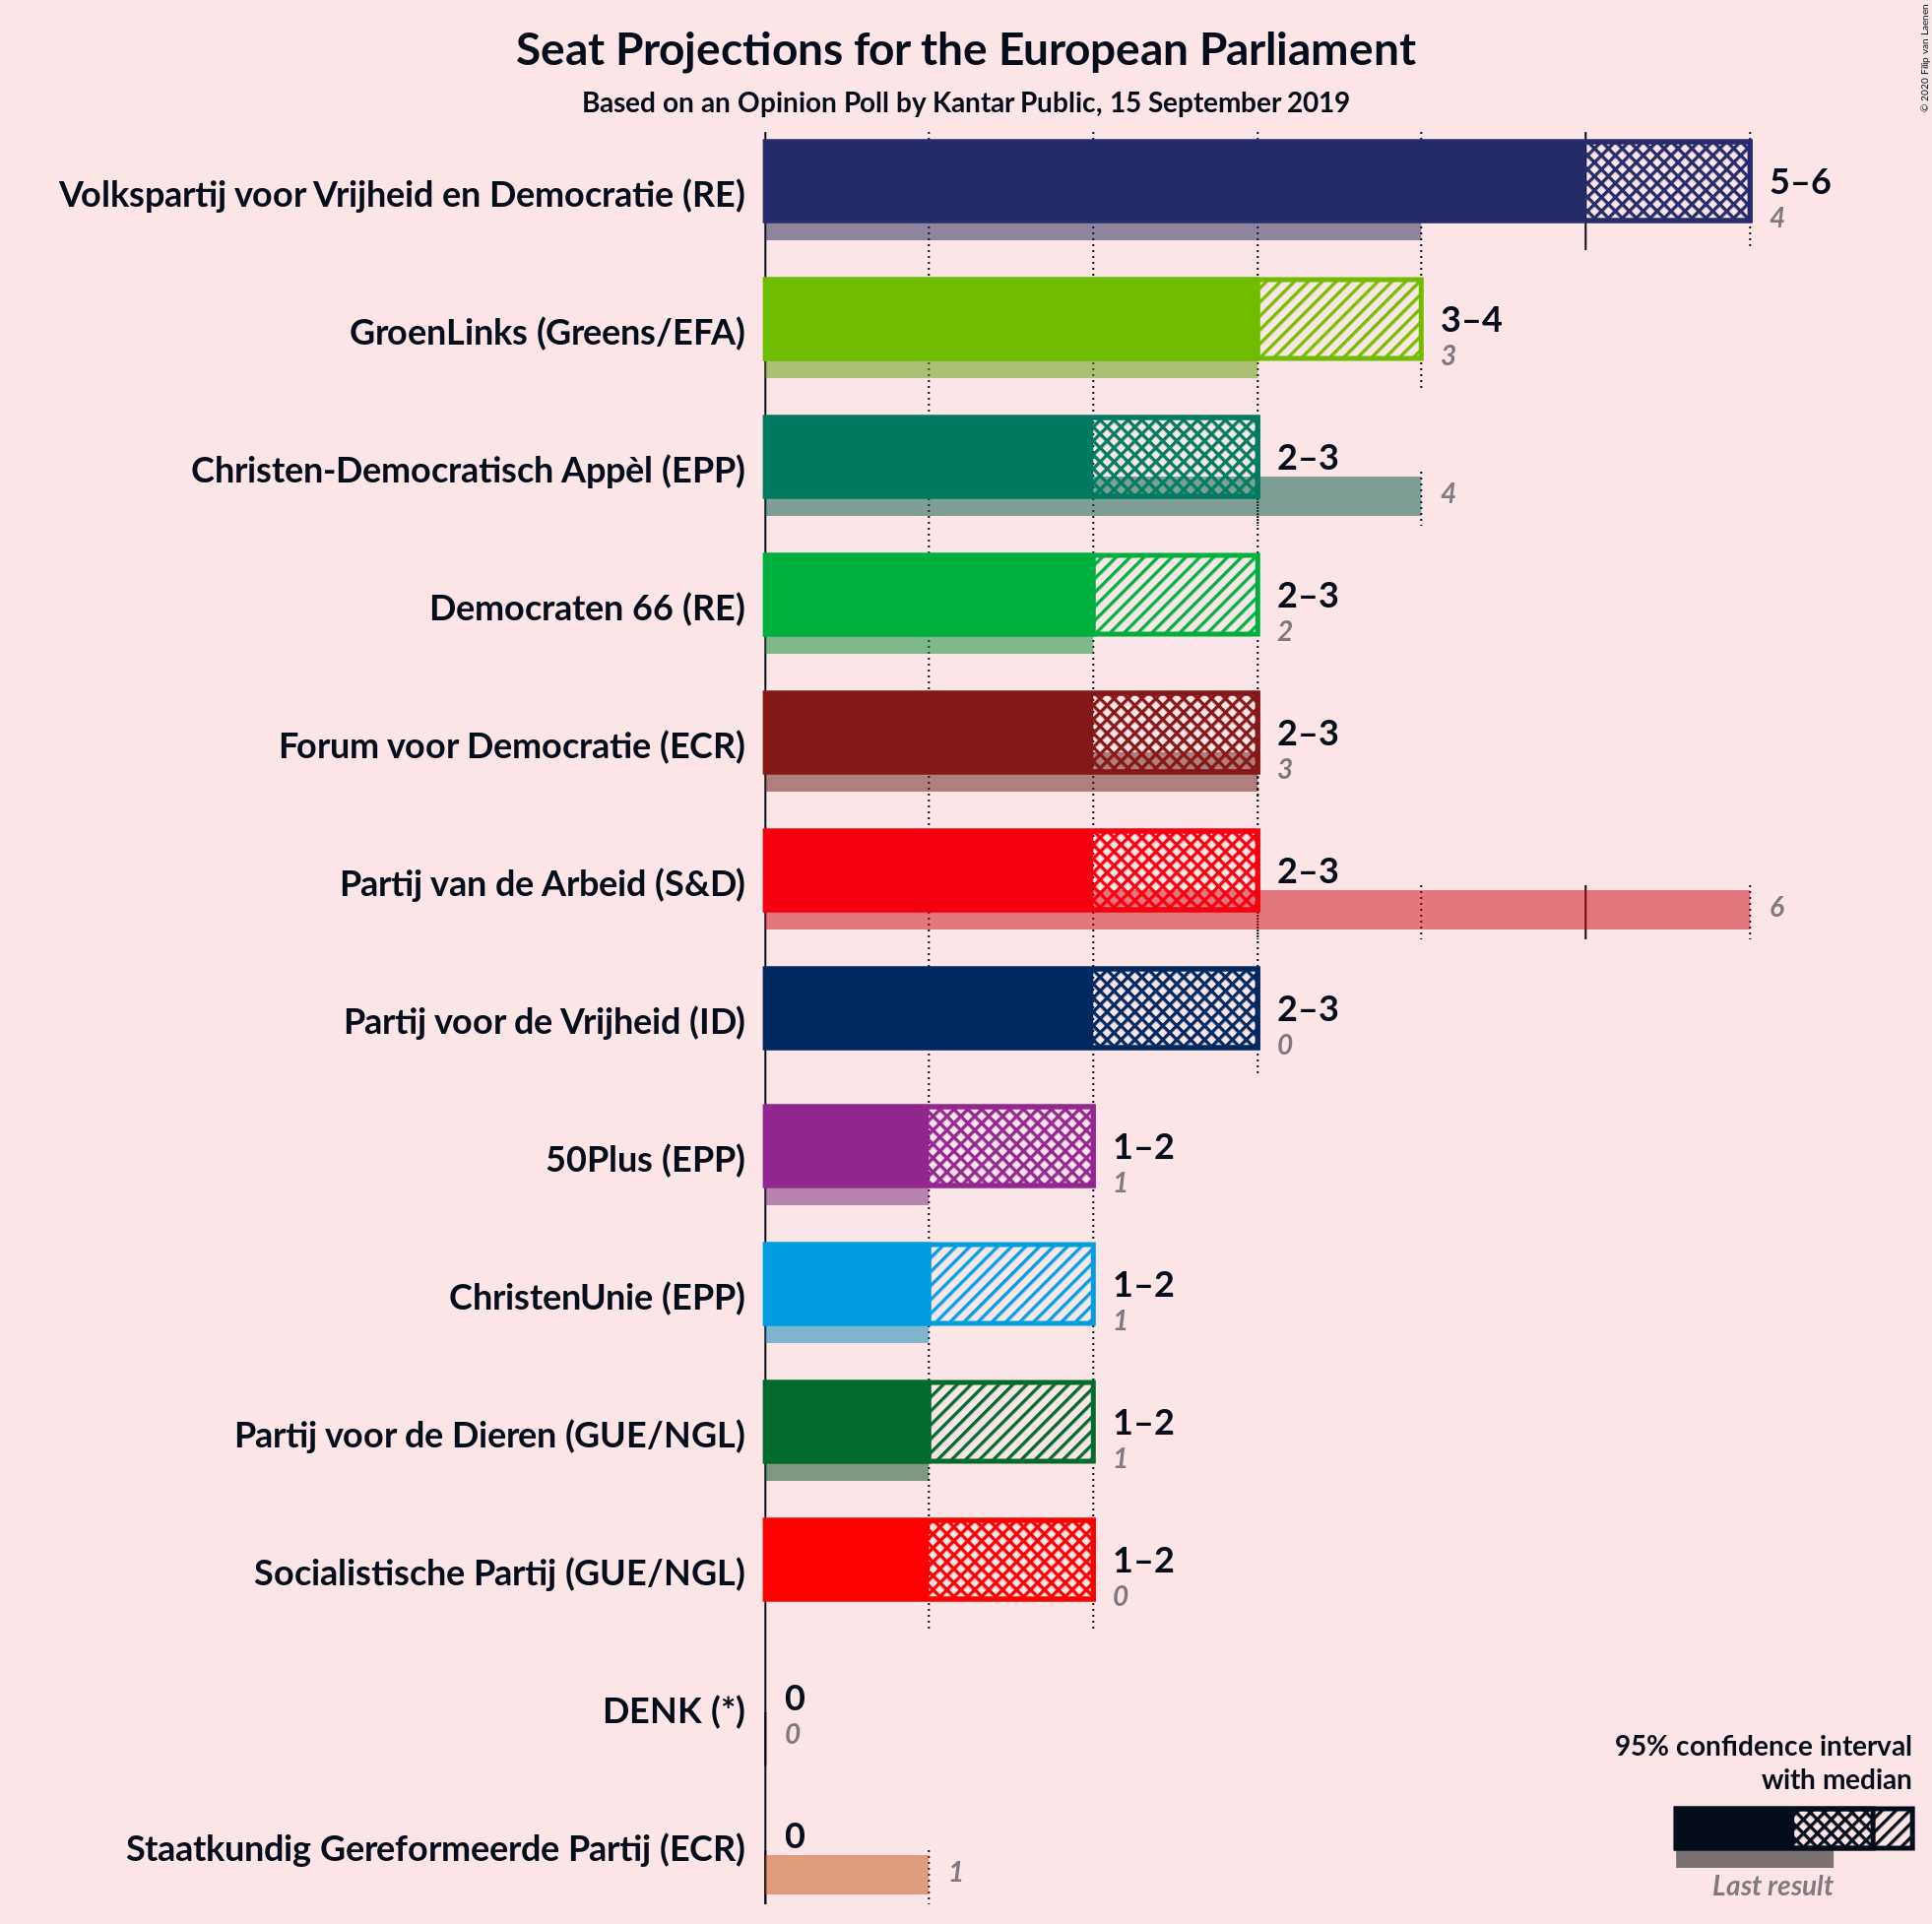 Seat Projections for the European Parliament
Based on an Opinion Poll by Kantar Public, 15 September 2019
© 2020 Filip van Laenen
Volkspartij voor Vrijheid en Democratie (RE)
5–6
4
GroenLinks (Greens/EFA)
3–4
3
Christen-Democratisch Appèl (EPP)
2–3
4
Democraten 66 (RE)
2–3
2
Forum voor Democratie (ECR)
2–3
3
Partij van de Arbeid (S&D)
2–3
6
Partij voor de Vrijheid (ID)
2–3
0
50Plus (EPP)
1–2
1
ChristenUnie (EPP)
1–2
1
Partij voor de Dieren (GUE/NGL)
1–2
1
Socialistische Partij (GUE/NGL)
1–2
0
DENK (*)
0
0
Staatkundig Gereformeerde Partij (ECR)
0
1
95% confidence interval
with median
Last result